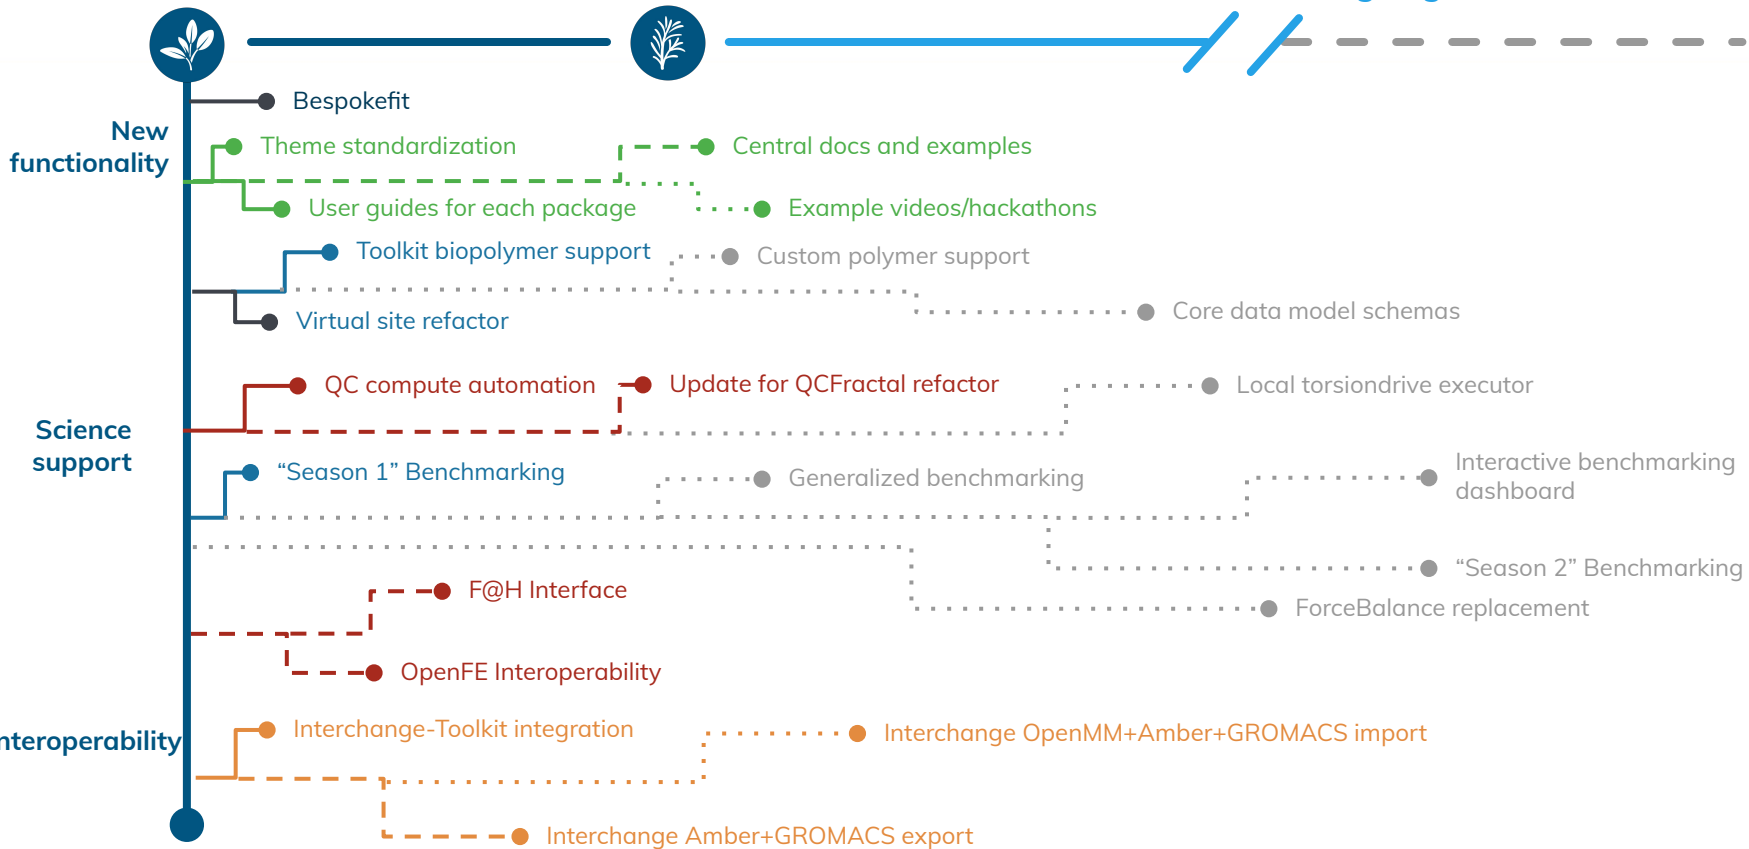 Bespokefit
New
functionality
Theme standardization
Central docs and examples
User guides for each package
Example videos/hackathons
Toolkit biopolymer support
Custom polymer support
Core data model schemas
Virtual site refactor
QC compute automation
Update for QCFractal refactor
Local torsiondrive executor
Science
support
“Season 1” Benchmarking
Generalized benchmarking
Interactive benchmarking
dashboard
“Season 2” Benchmarking
F@H Interface
ForceBalance replacement
OpenFE Interoperability
nteroperability
Interchange-Toolkit integration
Interchange OpenMM+Amber+GROMACS import
Interchange Amber+GROMACS export